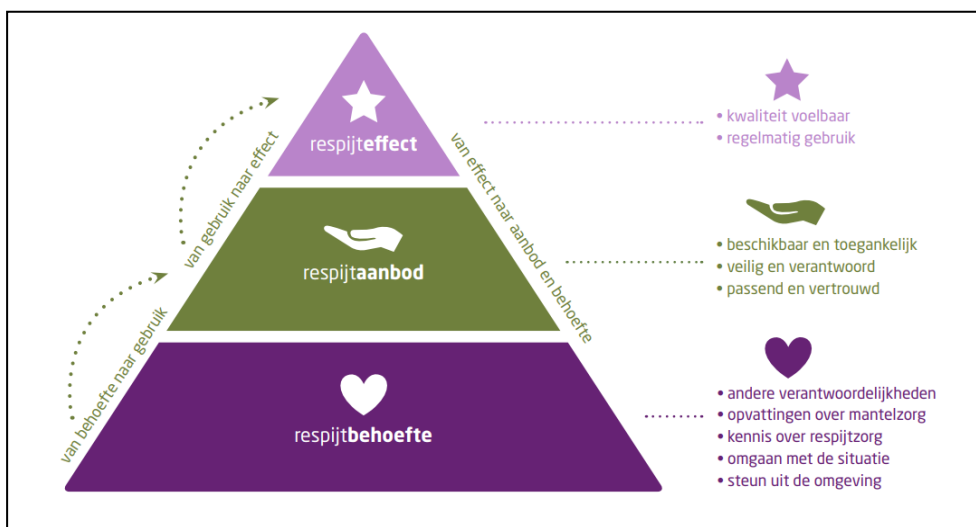 respijteffect
respijtaanbod
respijtbehoefte
van behoefte naar gebruik
van gebruik naar effect
van effect naar aanbod en behoefte
• kwaliteit voelbaar
• regelmatig gebruik
• beschikbaar en toegankelijk
• veilig en verantwoord
• passend en vertrouwd
• andere verantwoordelijkheden
• opvattingen over mantelzorg
• kennis over respijtzorg
• omgaan met de situatie
• steun uit de omgeving